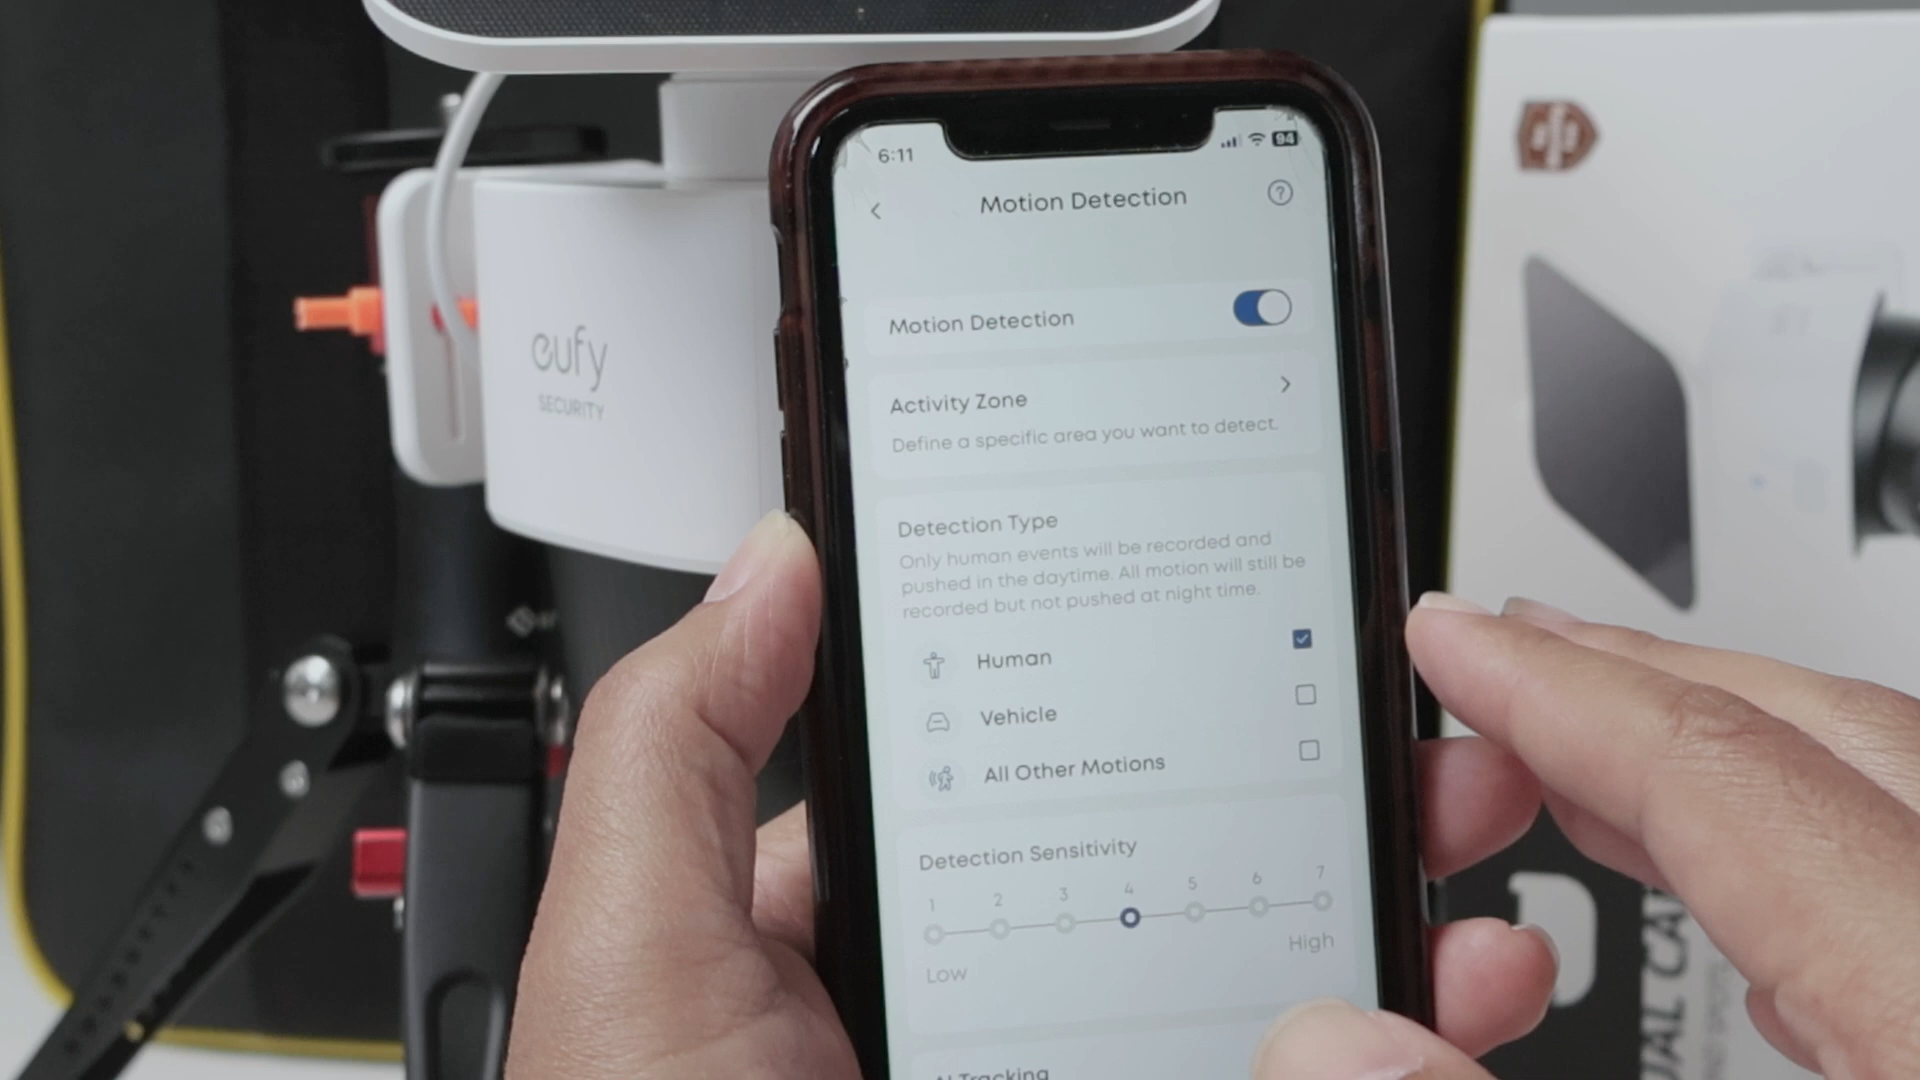 6:11
94
Motion Detection
?
Motion Detection
Activity Zone
Define a specific area you want to detect.
Detection Type
Only human events will be recorded and
pushed in the daytime. All motion will still be
recorded but not pushed at night time.
Human
Vehicle
All Other Motions
Detection Sensitivity
1 2 3 4 5 6 7
Low
High
AI Tracking
eufy
SECURITY